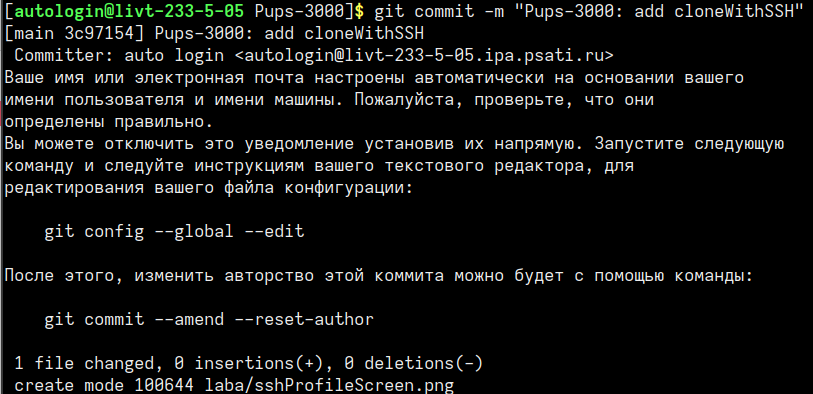 [autologin@livt-233-5-05 Pups-3000]$ git commit -m "Pups-3000: add cloneWithSSH"
[main 3c97154] Pups-3000: add cloneWithSSH
Committer: auto login <autologin@livt-233-5-05.ipa.psati.ru>
Ваше имя или электронная почта настроены автоматически на основании вашего
имени пользователя и имени машины. Пожалуйста, проверьте, что они
определены правильно.
Вы можете отключить это уведомление установив их напрямую. Запустите следующую
команду и следуйте инструкциям вашего текстового редактора, для
редактирования вашего файла конфигурации:
git config --global --edit
После этого, изменить авторство этой коммита можно будет с помощью команды:
git commit --amend --reset-author
1 file changed, 0 insertions(+), 0 deletions(-)
create mode 100644 laba/sshProfileScreen.png